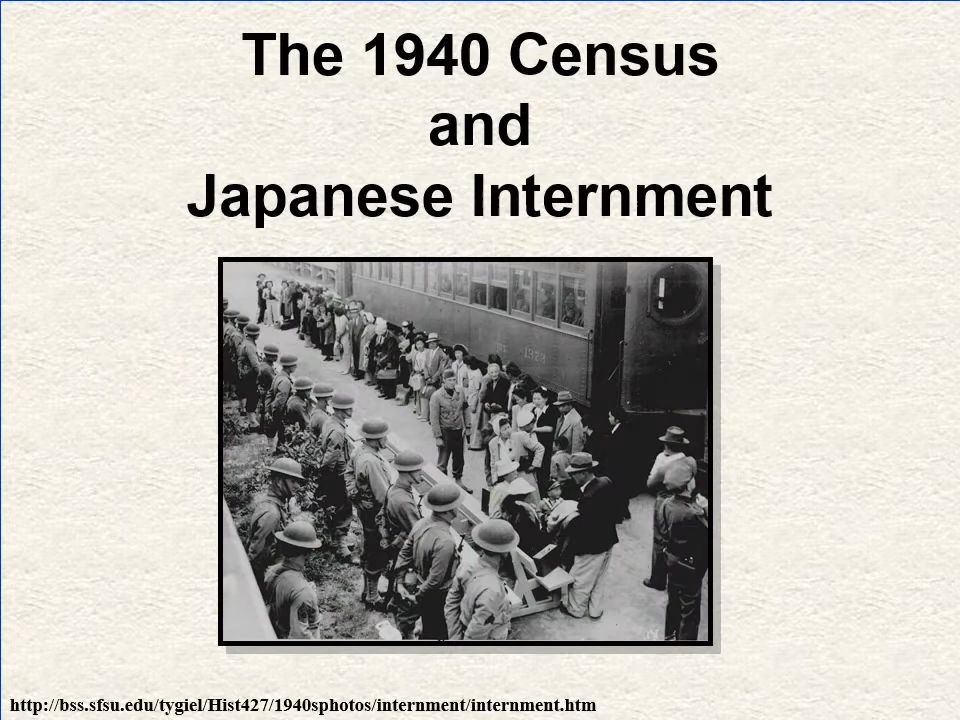 The 1940 Census
and
Japanese Internment
http://bss.sfsu.edu/tygiel/Hist427/1940sphotos/internment/internment.htm